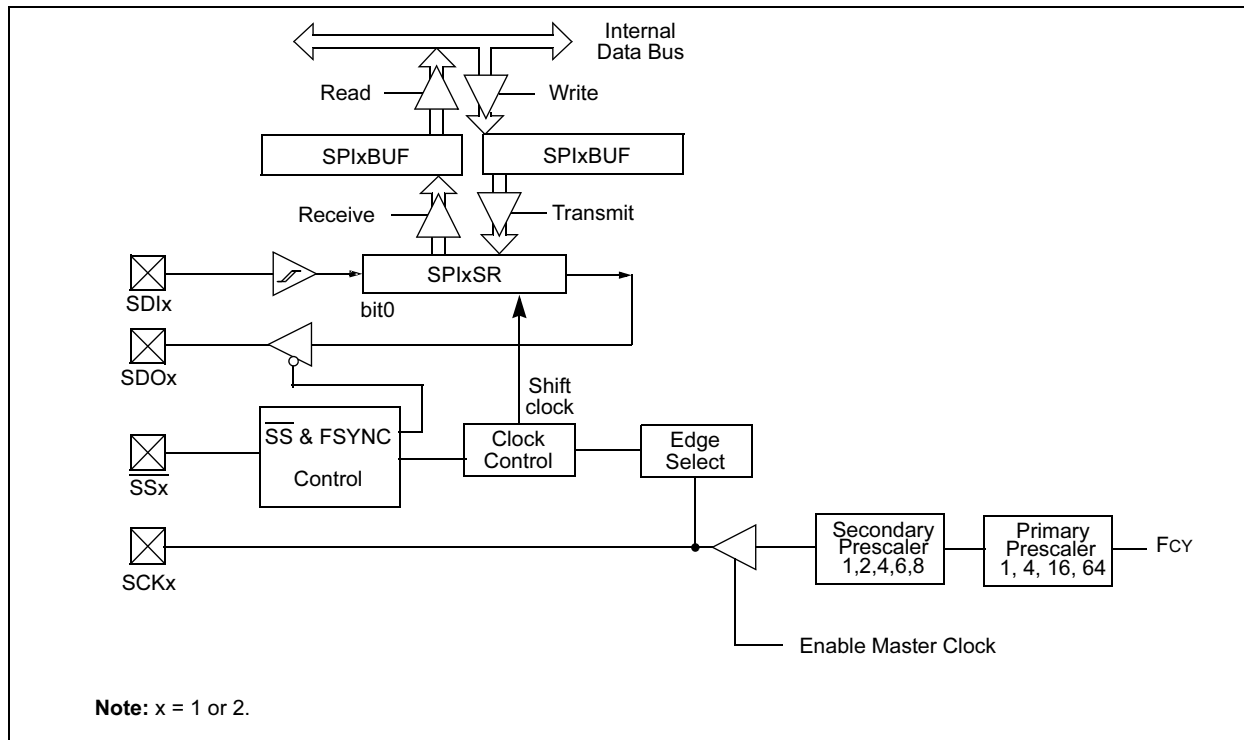 Internal
Data Bus
Read
Write
SPIxBUF
SPIxBUF
Receive
Transmit
SDIx
SPIxSR
bit0
SDOx
Shift
clock
SS & FSYNC
Control
Clock
Control
Edge
Select
SSx
SCKx
Secondary
Prescaler
1,2,4,6,8
Primary
Prescaler
1, 4, 16, 64
FCY
Enable Master Clock
Note: x = 1 or 2.